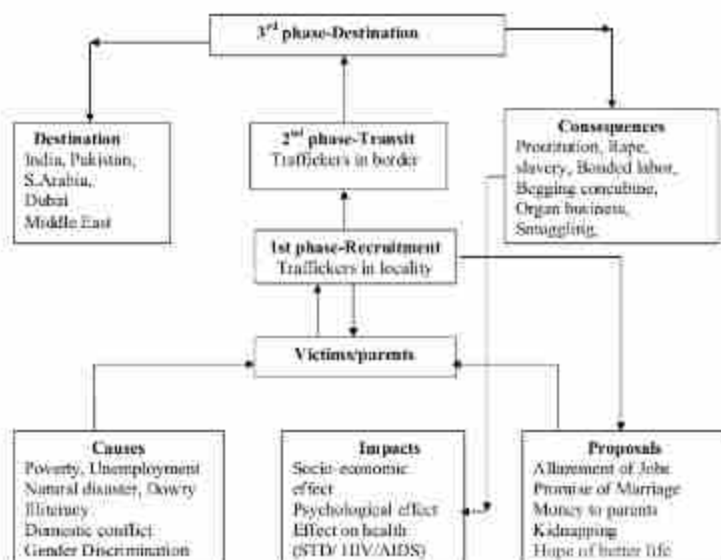 3rd phase-Destination
Destination
India, Pakistan,
S.Arabia,
Dubai
Middle East
2nd phase-Transit
Traffickers in border
Consequences
Prostitution, Rape,
slavery, Bonded labor,
Begging concubine,
Organ business,
Smuggling,
1st phase-Recruitment
Traffickers in locality
Victims/parents
Causes
Poverty, Unemployment
Natural disaster, Dowry
Illiteracy
Domestic conflict
Gender Discrimination
Impacts
Socio-economic
effect
Psychological effect
Effect on health
(STD/ HIV/AIDS)
Proposals
Allurement of Jobs
Promise of Marriage
Money to parents
Kidnapping
Hope of better life